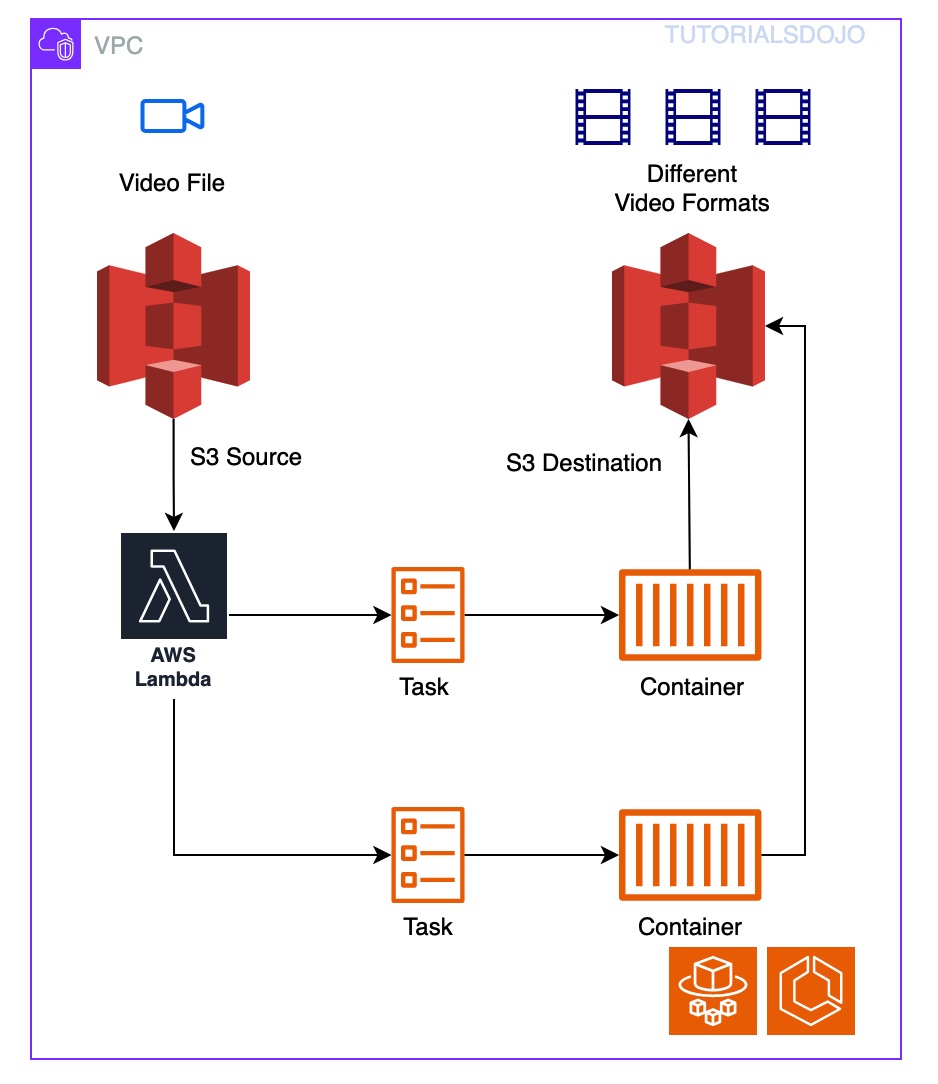 VPC
TUTORIALSDOJO
Video File
Different
Video Formats
S3 Source
S3 Destination
AWS
Lambda
Task
Container
Task
Container